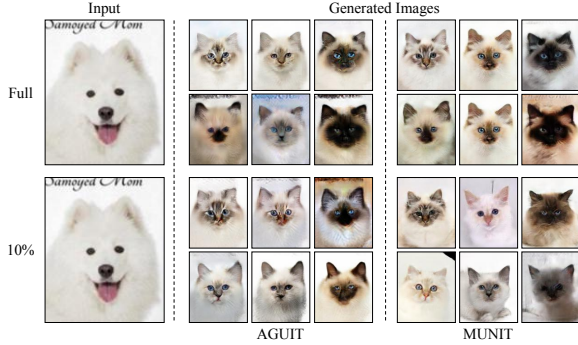 Input
Generated Images
Samoyed Mom
Full
Samoyed Mom
10%
AGUIT
MUNIT